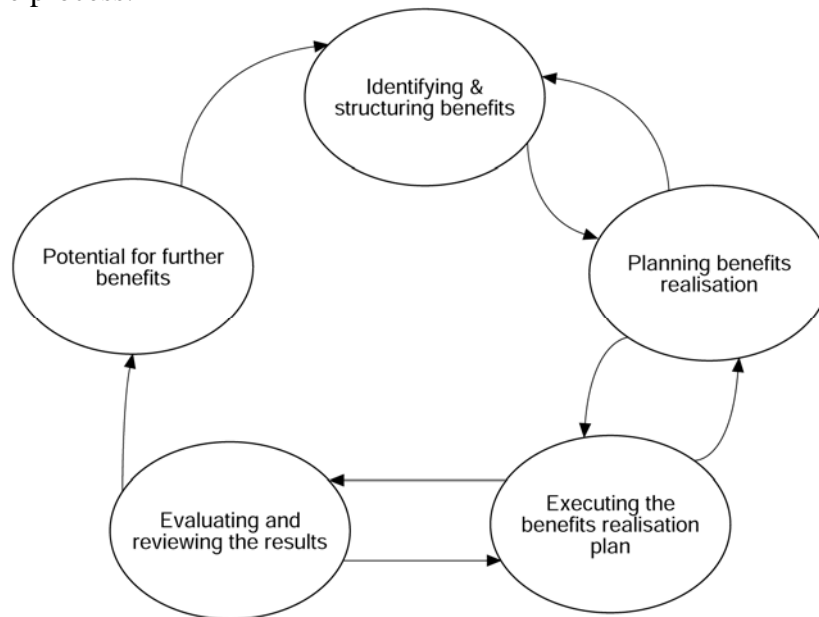 process.
Identifying &
structuring benefits
Potential for further
benefits
Planning benefits
realisation
Evaluating and
reviewing the results
Executing the
benefits realisation
plan